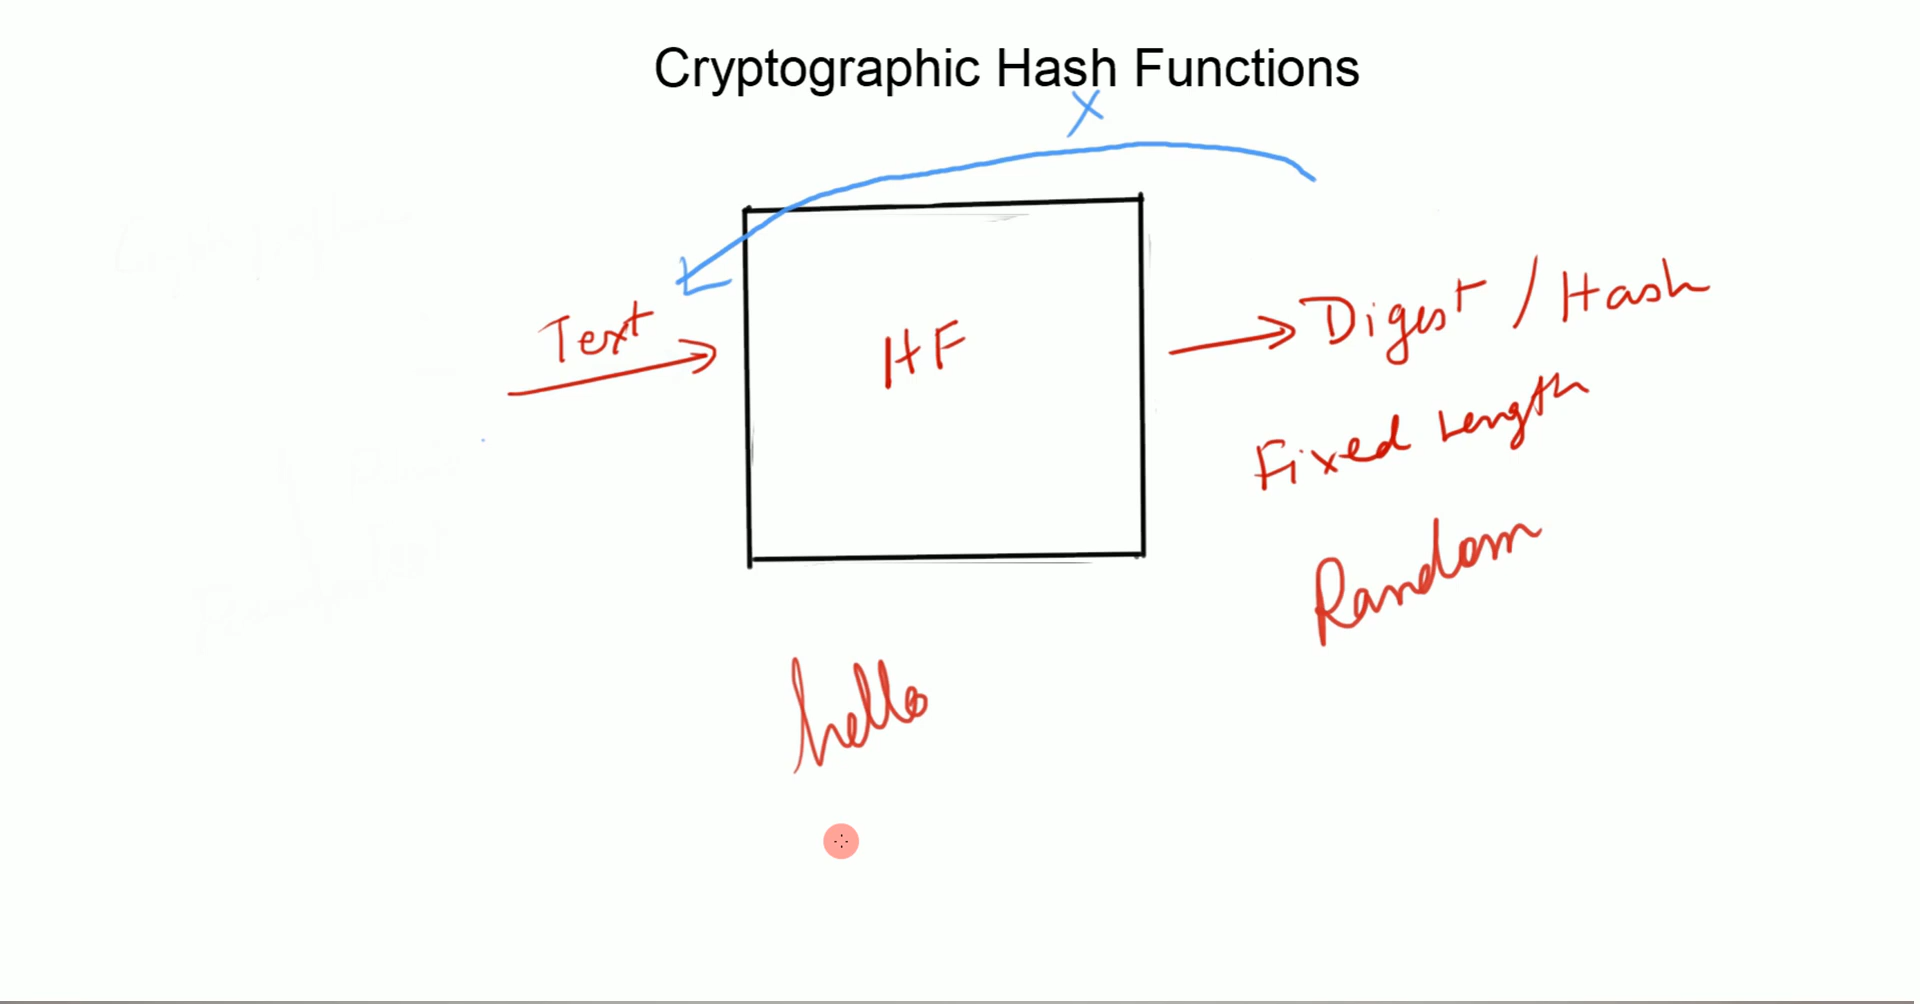 Cryptographic Hash Functions
X
Text
HF
Digest / Hash
Fixed Length
Random
hello